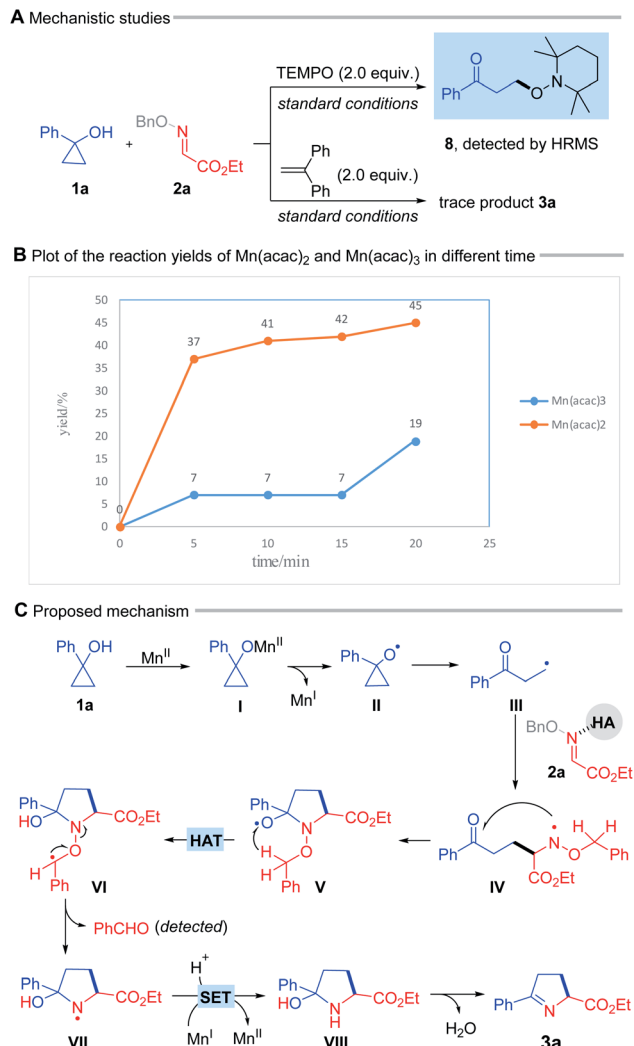 A Mechanistic studies
TEMPO (2.0 equiv.)
standard conditions
Ph OH
1a
+
BnO N CO2Et
2a
Ph Ph (2.0 equiv.)
standard conditions
O Ph O N
8, detected by HRMS
trace product 3a
B Plot of the reaction yields of Mn(acac)2 and Mn(acac)3 in different time
50
45
40
35
30
25
20
15
10
5
0
yield/%
0
37
41
42
45
7
7
7
19
0 5 10 15 20 25
time/min
Mn(acac)3
Mn(acac)2
C Proposed mechanism
Ph OH
1a
MnII
Ph OMnII
I
MnI
Ph O•
II
O Ph
III
BnO N HA
CO2Et
2a
O Ph N O H H Ph
CO2Et
IV
Ph •O N CO2Et
O H H Ph
V
HAT
Ph HO N CO2Et
O H Ph
VI
PhCHO (detected)
Ph HO N CO2Et
VII
H+
SET
MnI MnII
Ph HO N H CO2Et
VIII
H2O
Ph N CO2Et
3a